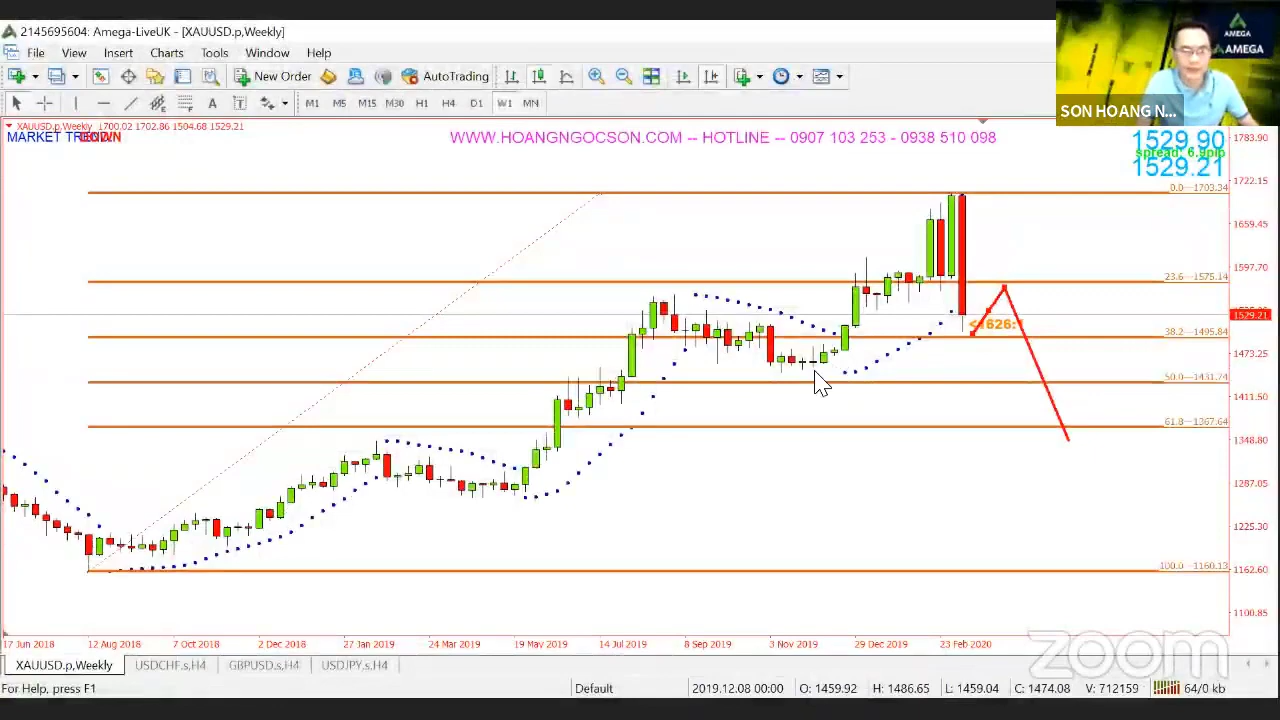 2145695604: Amega-LiveUK - [XAUUSD.p,Weekly]
File View Insert Charts Tools Window Help
New Order AutoTrading
A T M1 M5 M15 M30 H1 H4 D1 W1 MN
AMEGA
AMEGA
SON HOANG N...
XAUUSD.p,Weekly 1700.02 1702.86 1504.68 1529.21
MARKET TREND
WWW.HOANGNGOCSON.COM -- HOTLINE -- 0907 103 253 - 0938 510 098
1529.90
spread: 6.9pip
1529.21
1783.90
1722.15
0.0—1703.34
1659.45
1597.70
23.6—1575.14
1529.21
38.2—1495.84
1473.25
50.0—1431.74
1411.50
61.8—1367.64
1348.80
1287.05
1225.30
100.0—1160.13
1162.60
1100.85
17 Jun 2018 12 Aug 2018 7 Oct 2018 2 Dec 2018 27 Jan 2019 24 Mar 2019 19 May 2019 14 Jul 2019 8 Sep 2019 3 Nov 2019 29 Dec 2019 23 Feb 2020
zoom
XAUUSD.p,Weekly USDCHF.s,H4 GBPUSD.s,H4 USDJPY.s,H4
For Help, press F1 Default 2019.12.08 00:00 O: 1459.92 H: 1486.65 L: 1459.04 C: 1474.08 V: 712159 64/0 kb